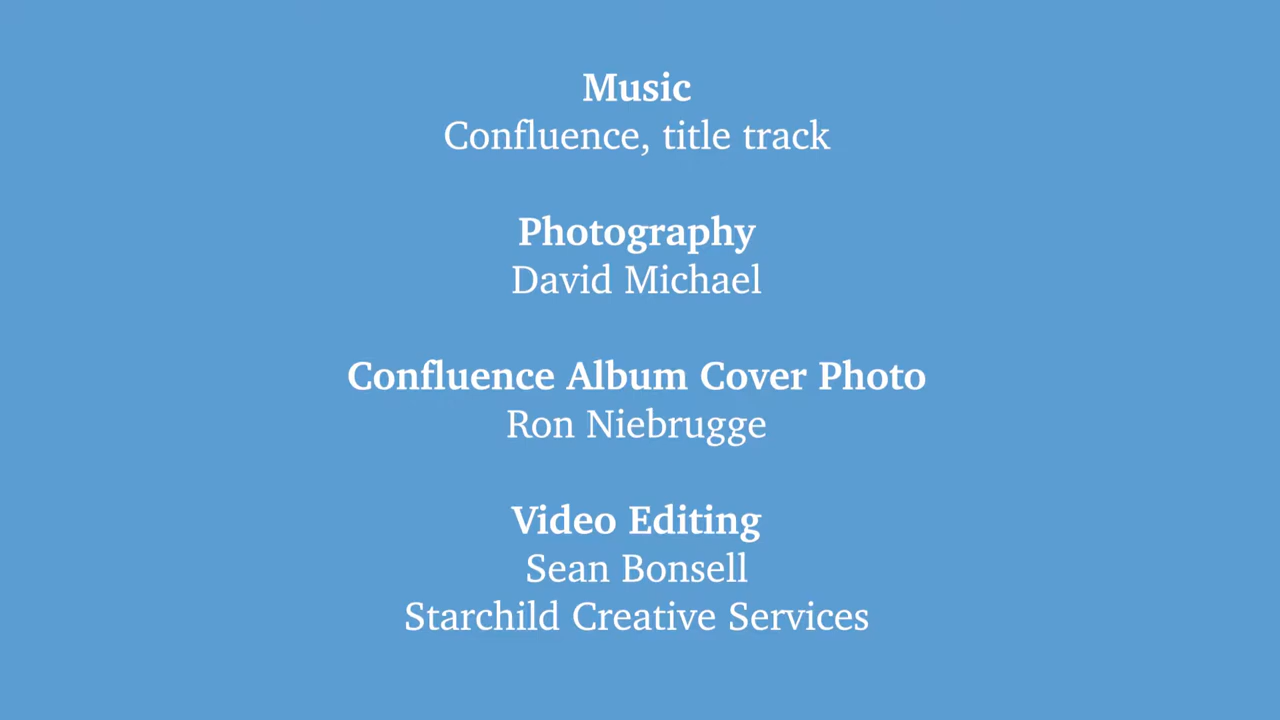 Music
Confluence, title track
Photography
David Michael
Confluence Album Cover Photo
Ron Niebrugge
Video Editing
Sean Bonsell
Starchild Creative Services